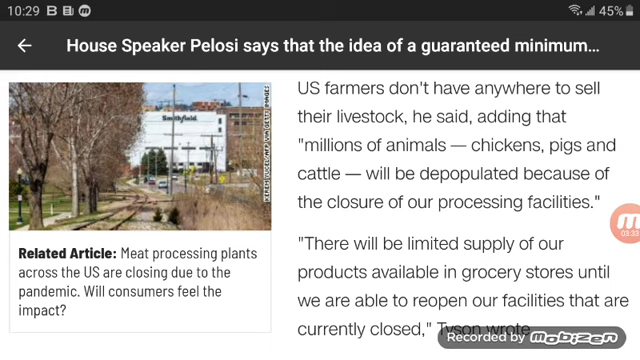 10:29 B 45%
House Speaker Pelosi says that the idea of a guaranteed minimum...
Smithfield
US farmers don't have anywhere to sell
their livestock, he said, adding that
"millions of animals — chickens, pigs and
cattle — will be depopulated because of
the closure of our processing facilities."
Related Article: Meat processing plants
across the US are closing due to the
pandemic. Will consumers feel the
impact?
"There will be limited supply of our
products available in grocery stores until
we are able to reopen our facilities that are
currently closed," Tyson wrote
03:33
Recorded by mobizen